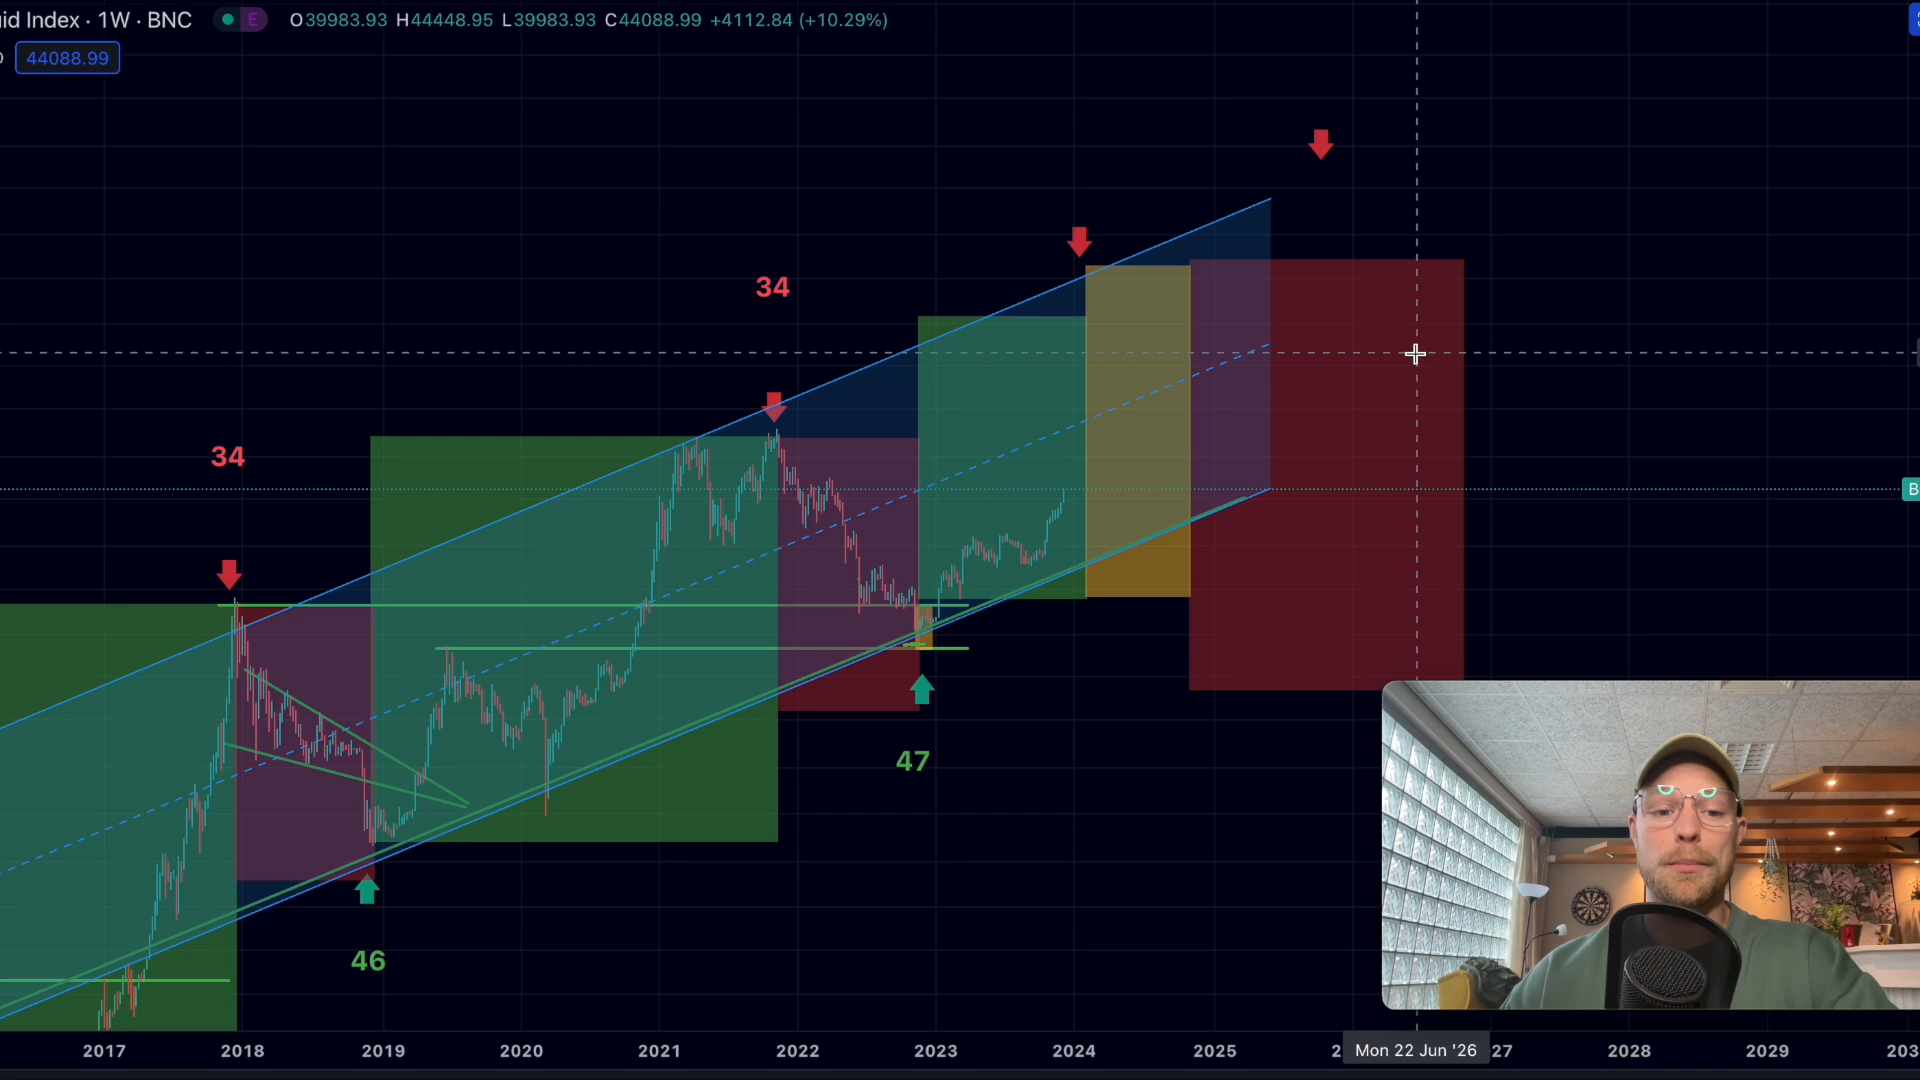 id Index · 1W · BNC E O39983.93 H44448.95 L39983.93 C44088.99 +4112.84 (+10.29%)
44088.99
34
34
47
46
B
2017 2018 2019 2020 2021 2022 2023 2024 2025 2 Mon 22 Jun '26 27 2028 2029 203